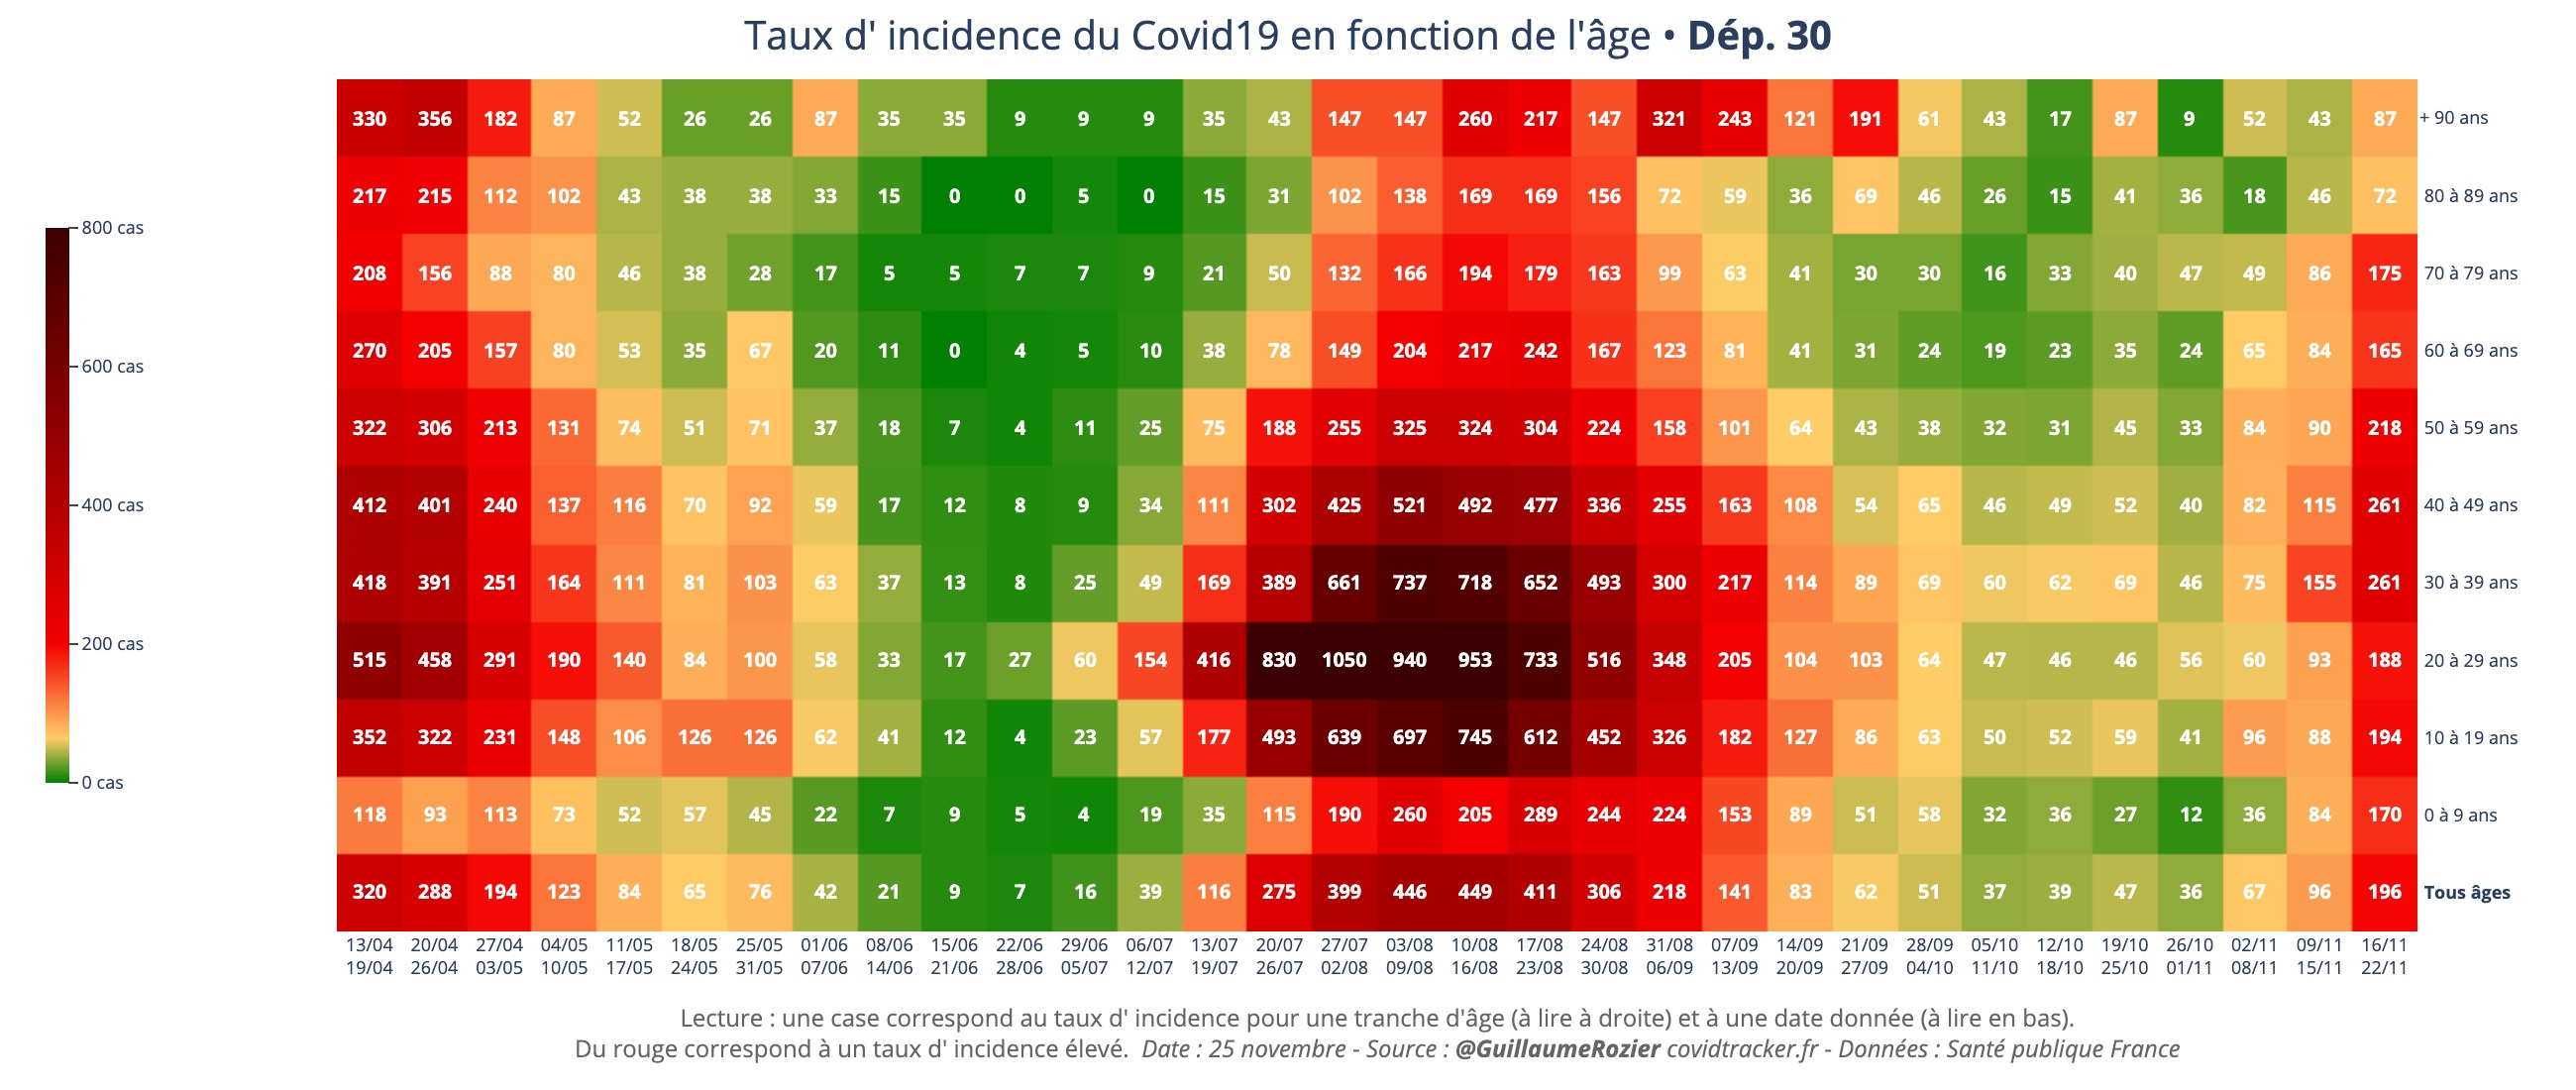 Taux d' incidence du Covid19 en fonction de l'âge • Dép. 30
800 cas
600 cas
400 cas
200 cas
0 cas
330 356 182 87 52 26 26 87 35 35 9 9 9 35 43 147 147 260 217 147 321 243 121 191 61 43 17 87 9 52 43 87 + 90 ans
217 215 112 102 43 38 38 33 15 0 0 5 0 15 31 102 138 169 169 156 72 59 36 69 46 26 15 41 36 18 46 72 80 à 89 ans
208 156 88 80 46 38 28 17 5 5 7 7 9 21 50 132 166 194 179 163 99 63 41 30 30 16 33 40 47 49 86 175 70 à 79 ans
270 205 157 80 53 35 67 20 11 0 4 5 10 38 78 149 204 217 242 167 123 81 41 31 24 19 23 35 24 65 84 165 60 à 69 ans
322 306 213 131 74 51 71 37 18 7 4 11 25 75 188 255 325 324 304 224 158 101 64 43 38 32 31 45 33 84 90 218 50 à 59 ans
412 401 240 137 116 70 92 59 17 12 8 9 34 111 302 425 521 492 477 336 255 163 108 54 65 46 49 52 40 82 115 261 40 à 49 ans
418 391 251 164 111 81 103 63 37 13 8 25 49 169 389 661 737 718 652 493 300 217 114 89 69 60 62 69 46 75 155 261 30 à 39 ans
515 458 291 190 140 84 100 58 33 17 27 60 154 416 830 1050 940 953 733 516 348 205 104 103 64 47 46 46 56 60 93 188 20 à 29 ans
352 322 231 148 106 126 126 62 41 12 4 23 57 177 493 639 697 745 612 452 326 182 127 86 63 50 52 59 41 96 88 194 10 à 19 ans
118 93 113 73 52 57 45 22 7 9 5 4 19 35 115 190 260 205 289 244 224 153 89 51 58 32 36 27 12 36 84 170 0 à 9 ans
320 288 194 123 84 65 76 42 21 9 7 16 39 116 275 399 446 449 411 306 218 141 83 62 51 37 39 47 36 67 96 196 Tous âges
13/04 20/04 27/04 04/05 11/05 18/05 25/05 01/06 08/06 15/06 22/06 29/06 06/07 13/07 20/07 27/07 03/08 10/08 17/08 24/08 31/08 07/09 14/09 21/09 28/09 05/10 12/10 19/10 26/10 02/11 09/11 16/11
19/04 26/04 03/05 10/05 17/05 24/05 31/05 07/06 14/06 21/06 28/06 05/07 12/07 19/07 26/07 02/08 09/08 16/08 23/08 30/08 06/09 13/09 20/09 27/09 04/10 11/10 18/10 25/10 01/11 08/11 15/11 22/11
Lecture : une case correspond au taux d' incidence pour une tranche d'âge (à lire à droite) et à une date donnée (à lire en bas).
Du rouge correspond à un taux d' incidence élevé. Date : 25 novembre - Source : @GuillaumeRozier covidtracker.fr - Données : Santé publique France